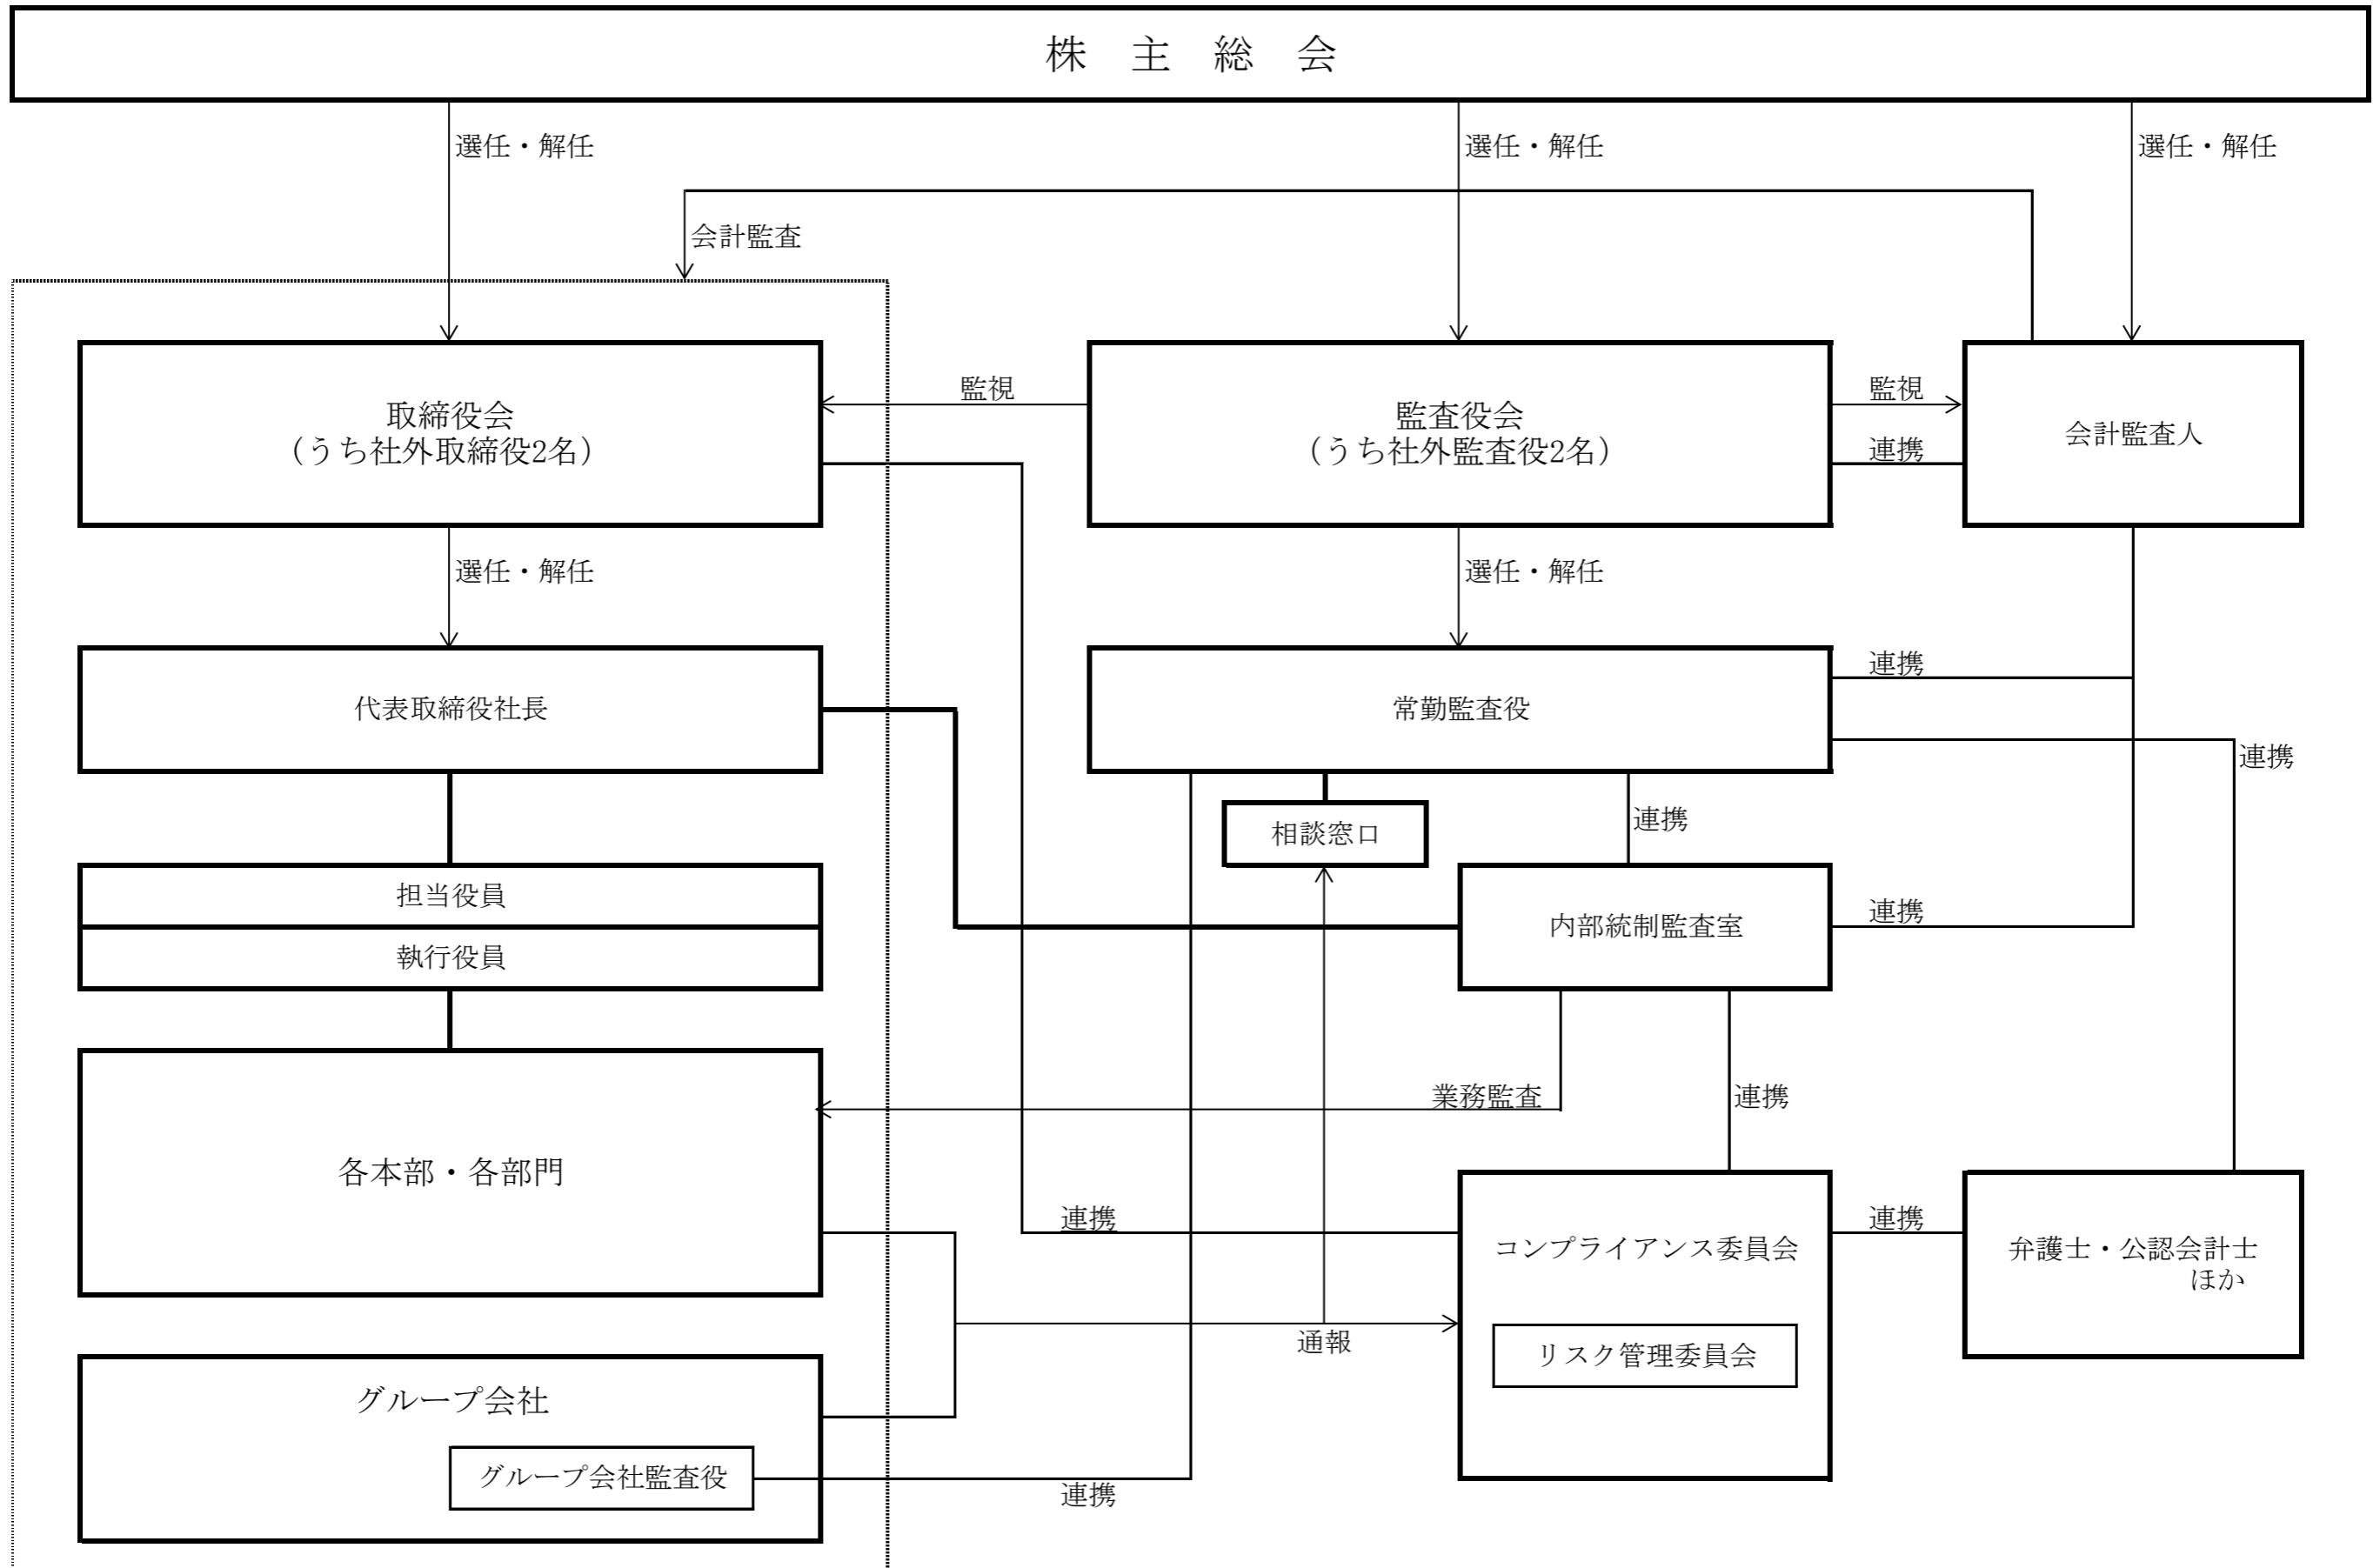 株 主 総 会
選任・解任
選任・解任
選任・解任
会計監査
取締役会
（うち社外取締役2名）
監視
監査役会
（うち社外監査役2名）
監視
連携
会計監査人
選任・解任
選任・解任
代表取締役社長
常勤監査役
連携
連携
相談窓口
連携
担当役員
執行役員
内部統制監査室
連携
各本部・各部門
業務監査
連携
連携
コンプライアンス委員会
連携
弁護士・公認会計士
ほか
通報
リスク管理委員会
グループ会社
グループ会社監査役
連携